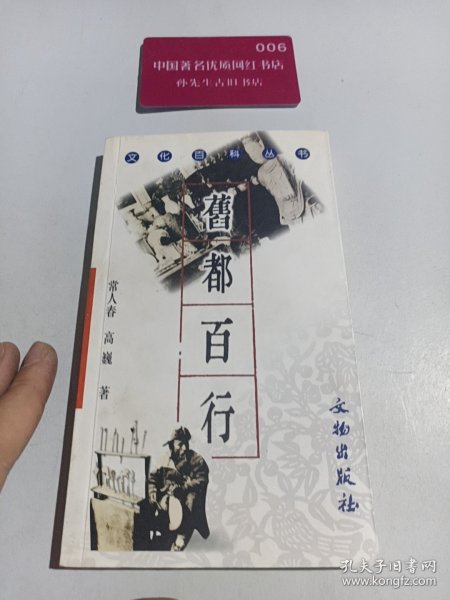 006
中国著名优质网红书店
孙先生古旧书店
文化百科丛书
舊都百行
常人春 高巍 著
文物出版社
孔夫子旧书网
www.kongfz.com